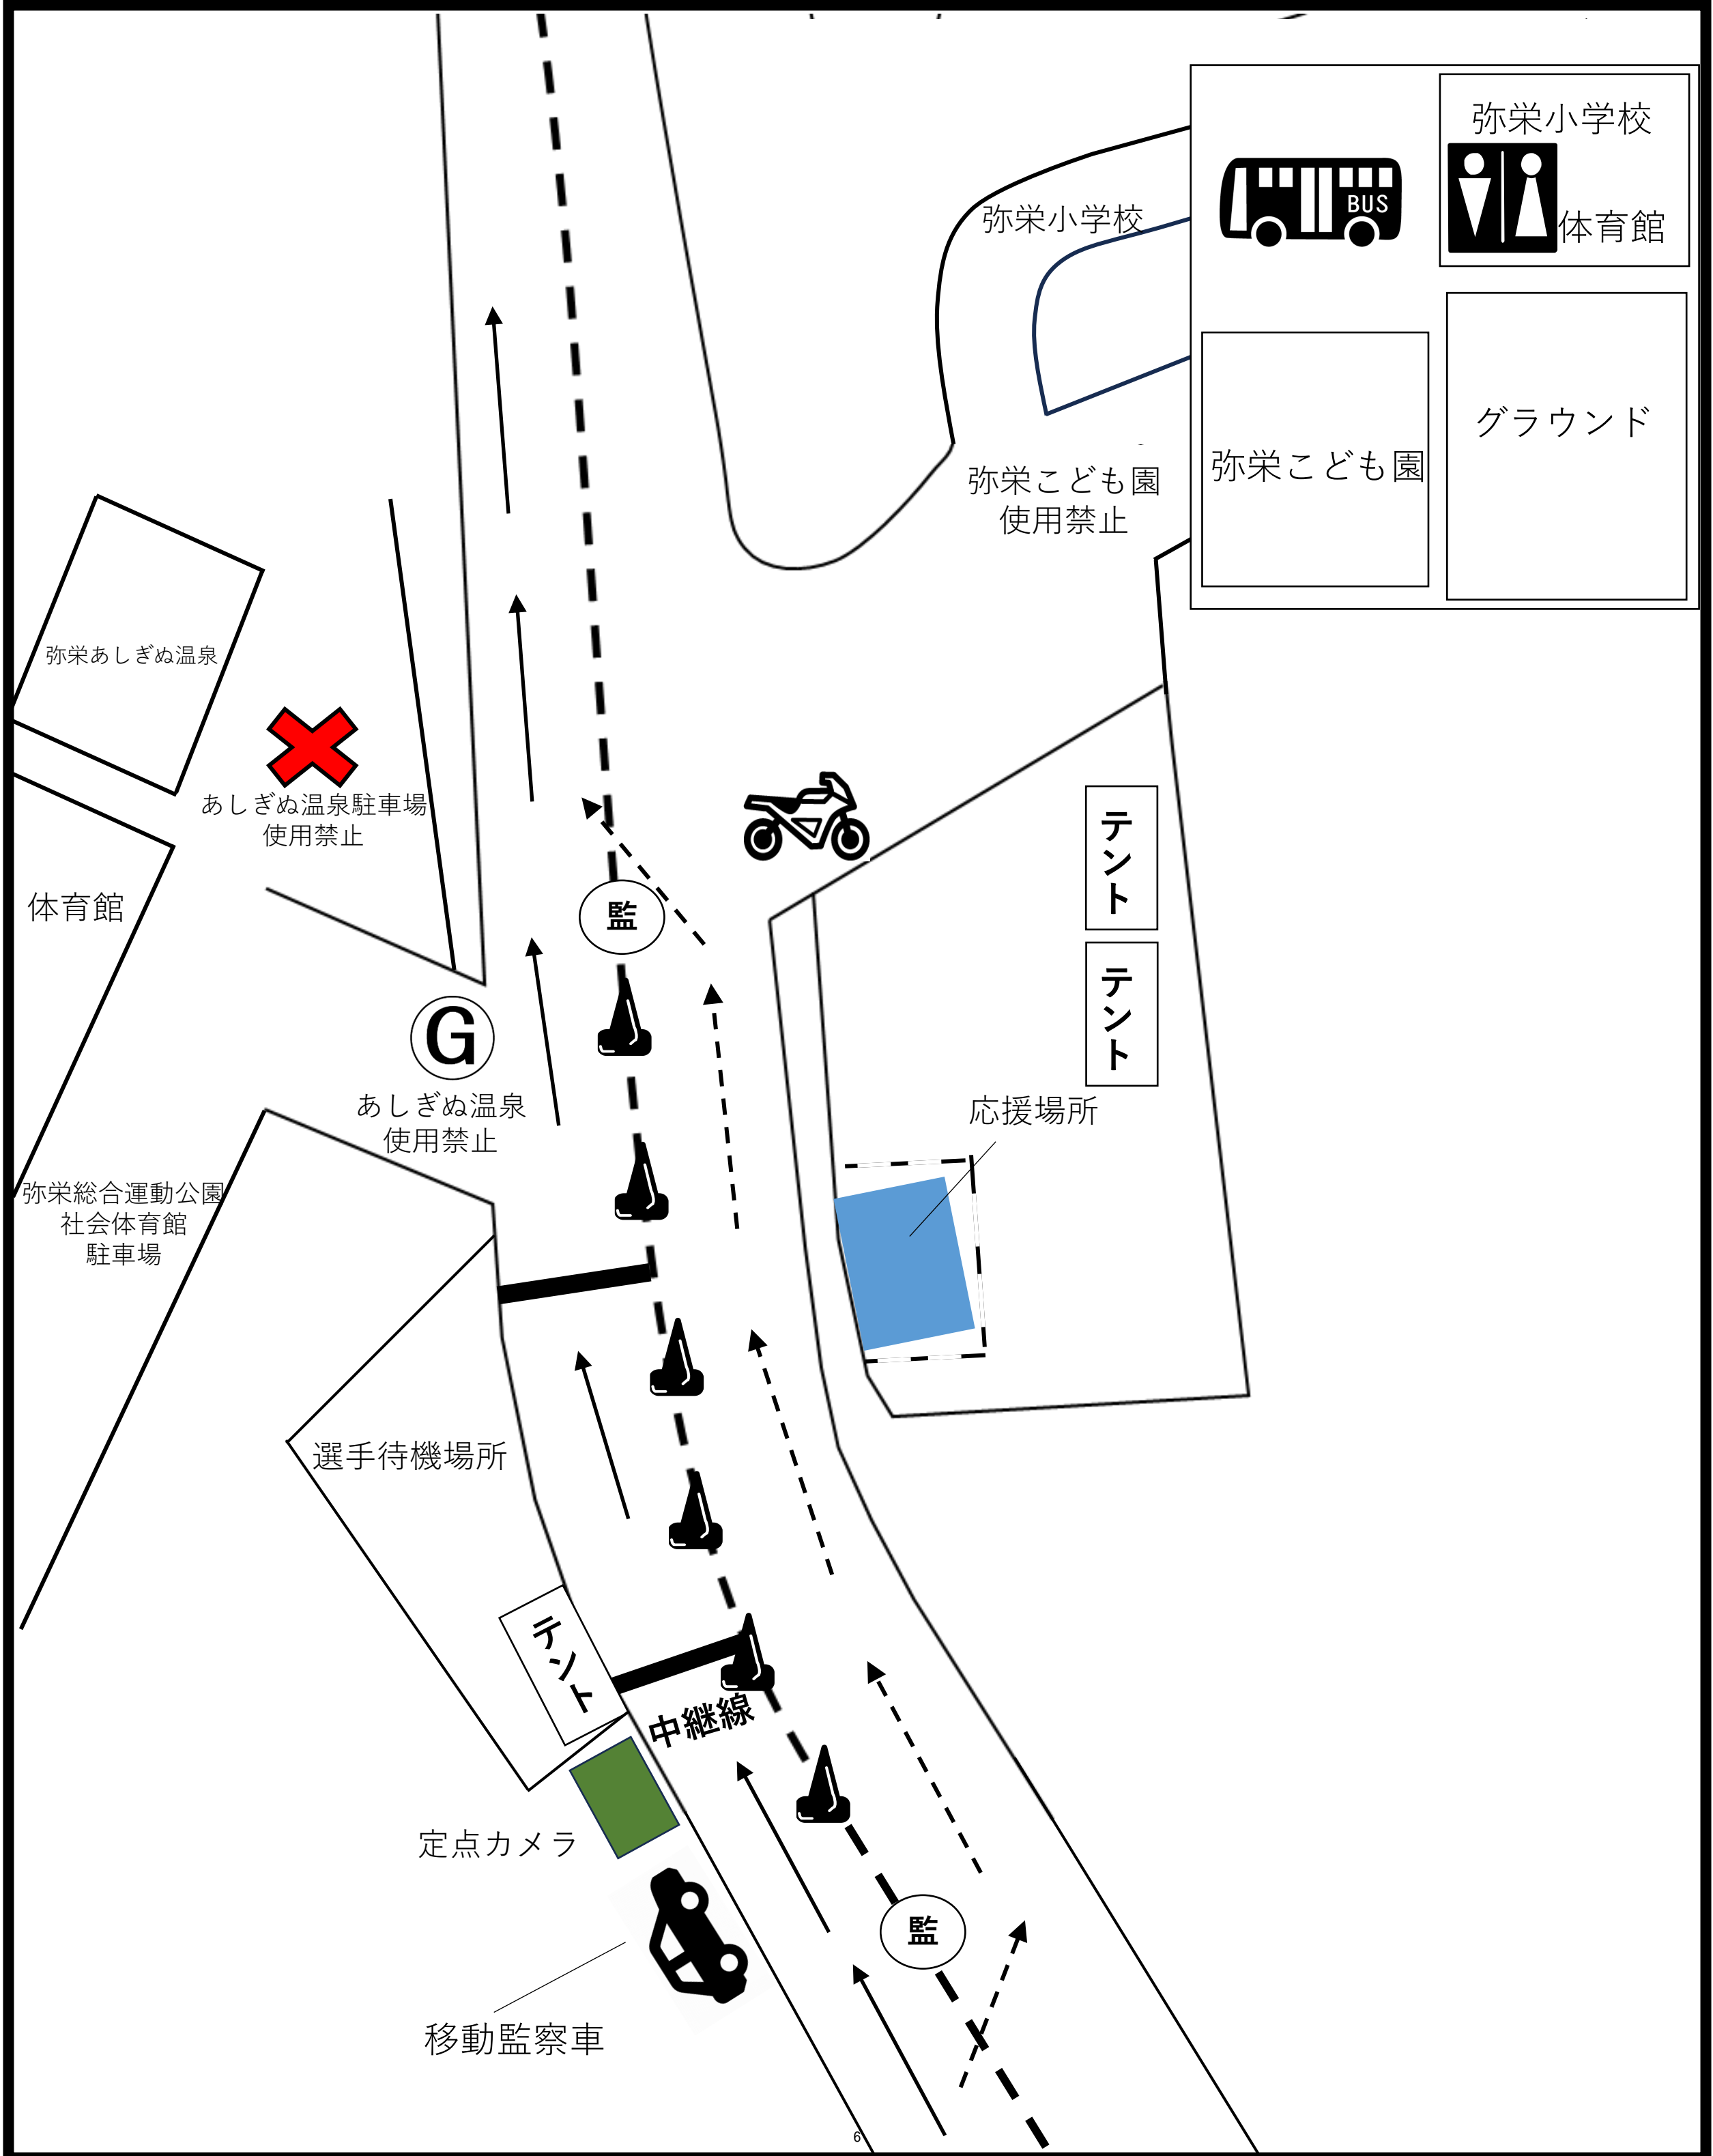 弥栄小学校
BUS
体育館
弥栄小学校
グラウンド
弥栄こども園
弥栄こども園
使用禁止
弥栄あしぎぬ温泉
あしぎぬ温泉駐車場
使用禁止
テント
体育館
監
テント
G
あしぎぬ温泉
使用禁止
応援場所
弥栄総合運動公園
社会体育館
駐車場
選手待機場所
テント
中継線
定点カメラ
監
移動監察車
6